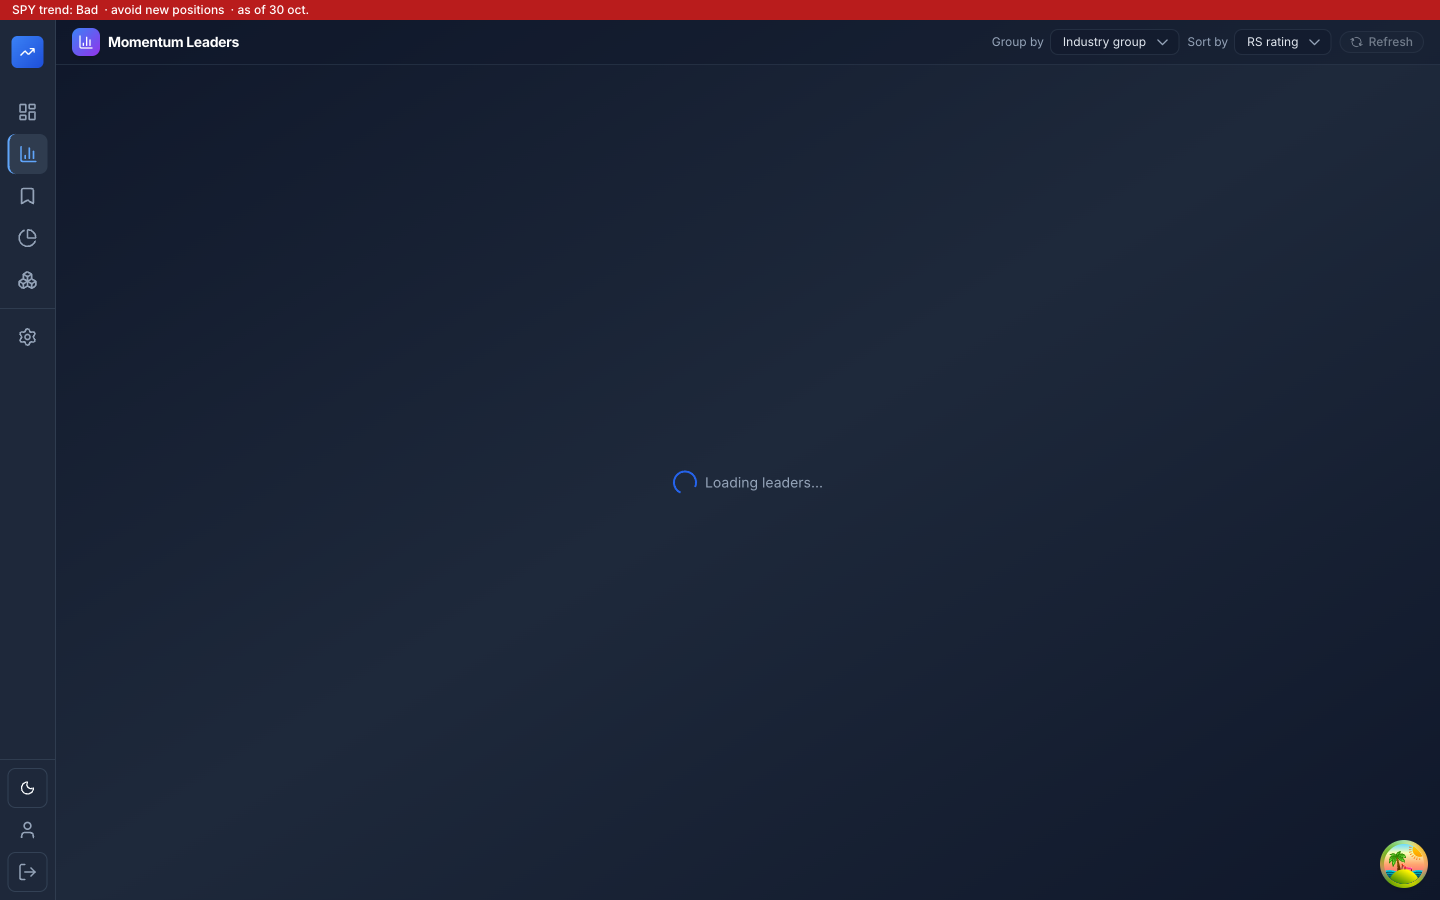 SPY trend: Bad · avoid new positions · as of 30 oct.
Momentum Leaders
Group by
Industry group
Sort by
RS rating
Refresh
Loading leaders...